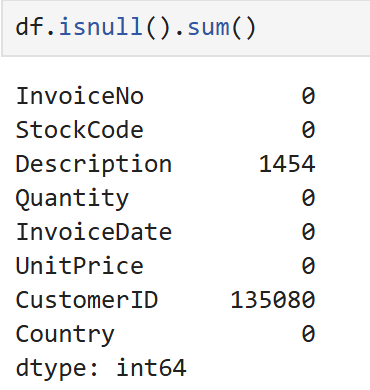 df.isnull().sum()
InvoiceNo 0
StockCode 0
Description 1454
Quantity 0
InvoiceDate 0
UnitPrice 0
CustomerID 135080
Country 0
dtype: int64